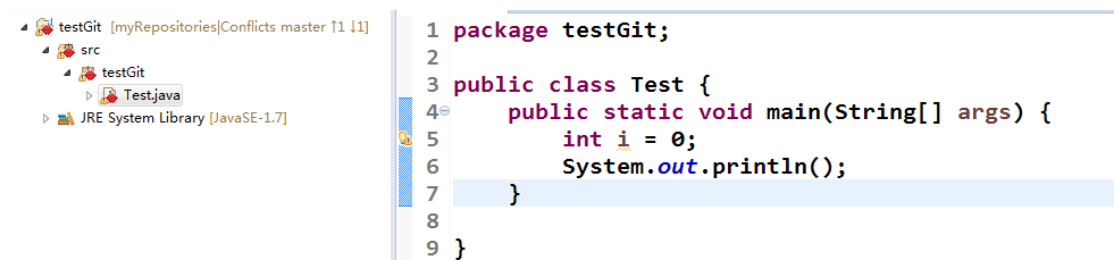 testGit [myRepositories|Conflicts master ↑1 ↓1]
src
testGit
Test.java
JRE System Library [JavaSE-1.7]
1 package testGit;
2
3 public class Test {
4 public static void main(String[] args) {
5 int i = 0;
6 System.out.println();
7 }
8
9 }